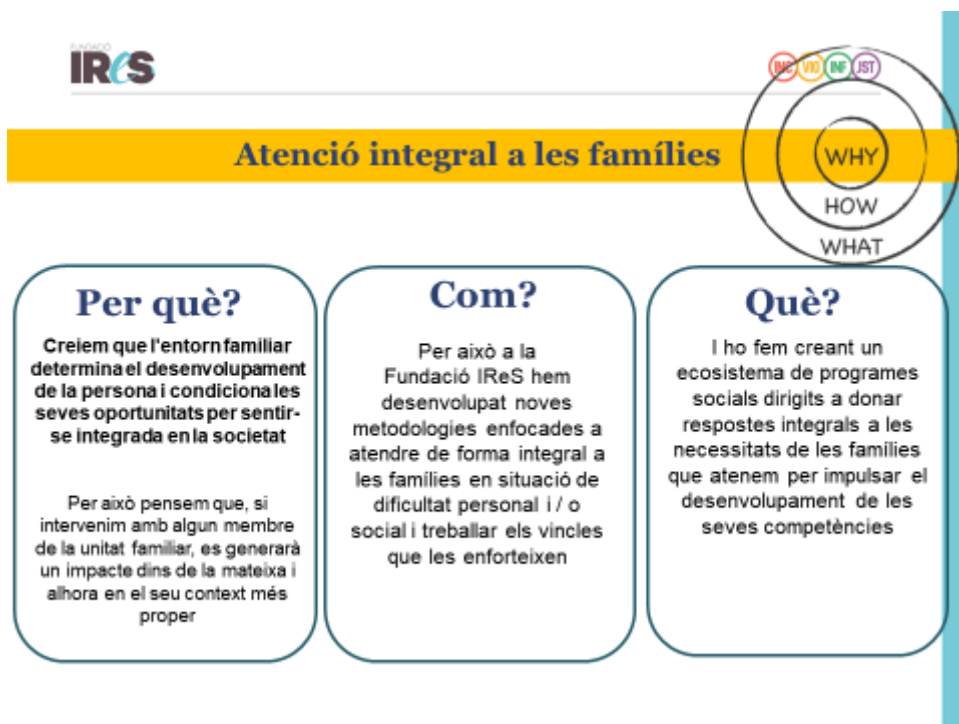 FUNDACIÓ
IReS
INC VIO INF JST
Atenció integral a les famílies
WHY
HOW
WHAT
Per què?
Creiem que l'entorn familiar
determina el desenvolupament
de la persona i condiciona les
seves oportunitats per sentir-
se integrada en la societat
Per això pensem que, si
intervenim amb algun membre
de la unitat familiar, es generarà
un impacte dins de la mateixa i
alhora en el seu context més
proper
Com?
Per això a la
Fundació IReS hem
desenvolupat noves
metodologies enfocades a
atendre de forma integral a
les famílies en situació de
dificultat personal i / o
social i treballar els vincles
que les enforteixen
Què?
I ho fem creant un
ecosistema de programes
socials dirigits a donar
respostes integrals a les
necessitats de les famílies
que atenem per impulsar el
desenvolupament de les
seves competències